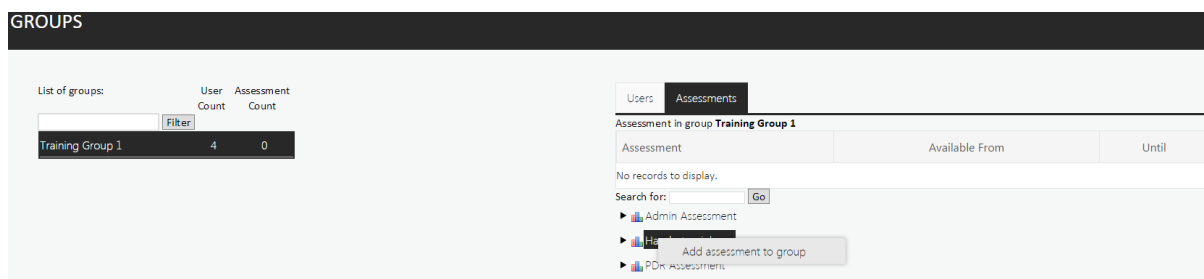 GROUPS
List of groups:
User Count
Assessment Count
Filter
Training Group 1 4 0
Users Assessments
Assessment in group Training Group 1
Assessment Available From Until
No records to display.
Search for: Go
Admin Assessment
Add assessment to group
PDR Assessment